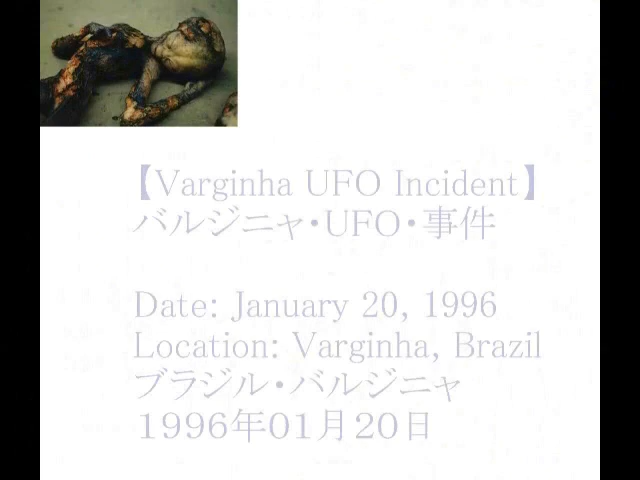 【Varginha UFO Incident】
バルジニャ・UFO・事件
Date: January 20, 1996
Location: Varginha, Brazil
ブラジル・バルジニャ
１９９６年０１月２０日